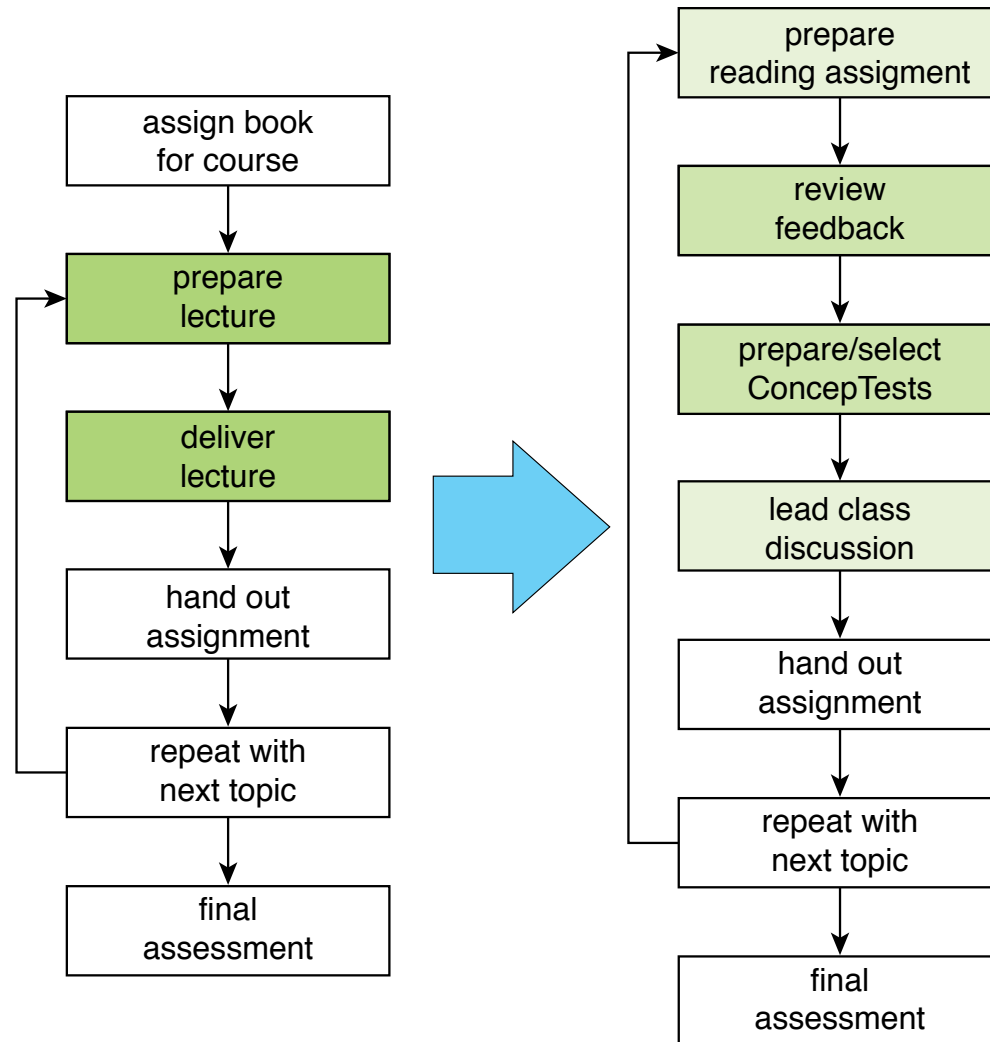 assign book
for course
prepare
lecture
deliver
lecture
hand out
assignment
repeat with
next topic
final
assessment
prepare
reading assigment
review
feedback
prepare/select
ConcepTests
lead class
discussion
hand out
assignment
repeat with
next topic
final
assessment